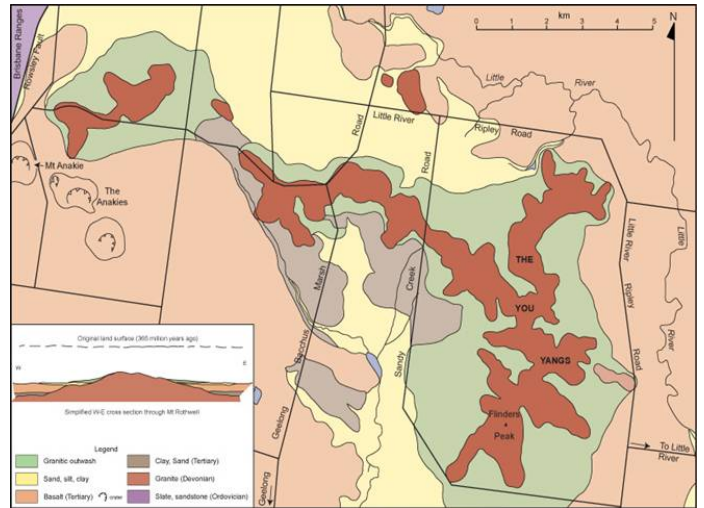 km
0 1 2 3 4 5
N
Brisbane Ranges
Rowsley Fault
Little
River
Little River
Ripley
Road
Road
Road
Mt Anakie
The
Anakies
THE
YOU
YANGS
Flinders
Peak
Little River
Ripley
Road
Little
River
Marsh
Bacchus
Geelong
Creek
Sandy
To Little
River
Original land surface (365 million years ago)
W
E
Simplified W-E cross section through Mt Rothwell
Legend
Granitic outwash
Clay, Sand (Tertiary)
Sand, silt, clay
Granite (Devonian)
Basalt (Tertiary)
crater
Slate, sandstone (Ordovician)
Geelong